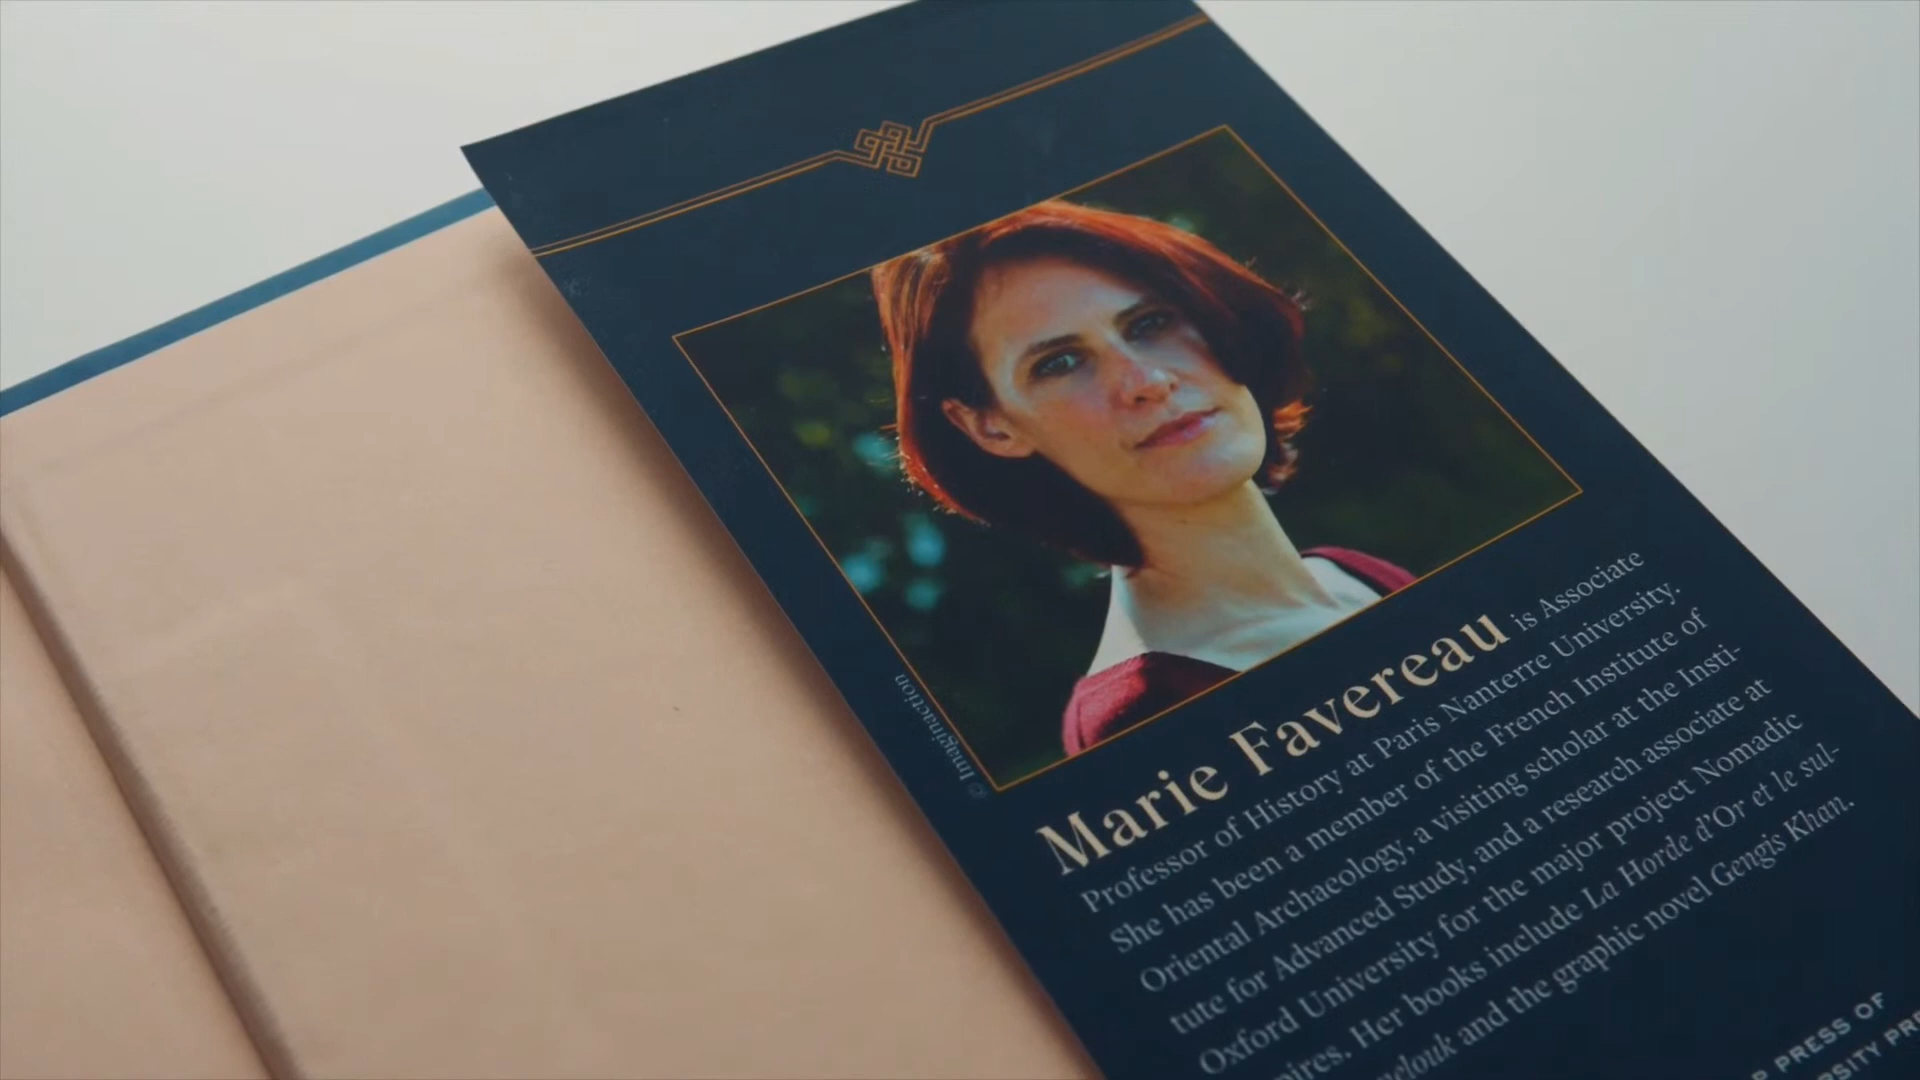 © Imaginaction
Marie Favereau is Associate
Professor of History at Paris Nanterre University.
She has been a member of the French Institute of
Oriental Archaeology, a visiting scholar at the Insti-
tute for Advanced Study, and a research associate at
Oxford University for the major project Nomadic
pires. Her books include La Horde d'Or et le sul-
elouk and the graphic novel Gengis Khan.
PRESS OF